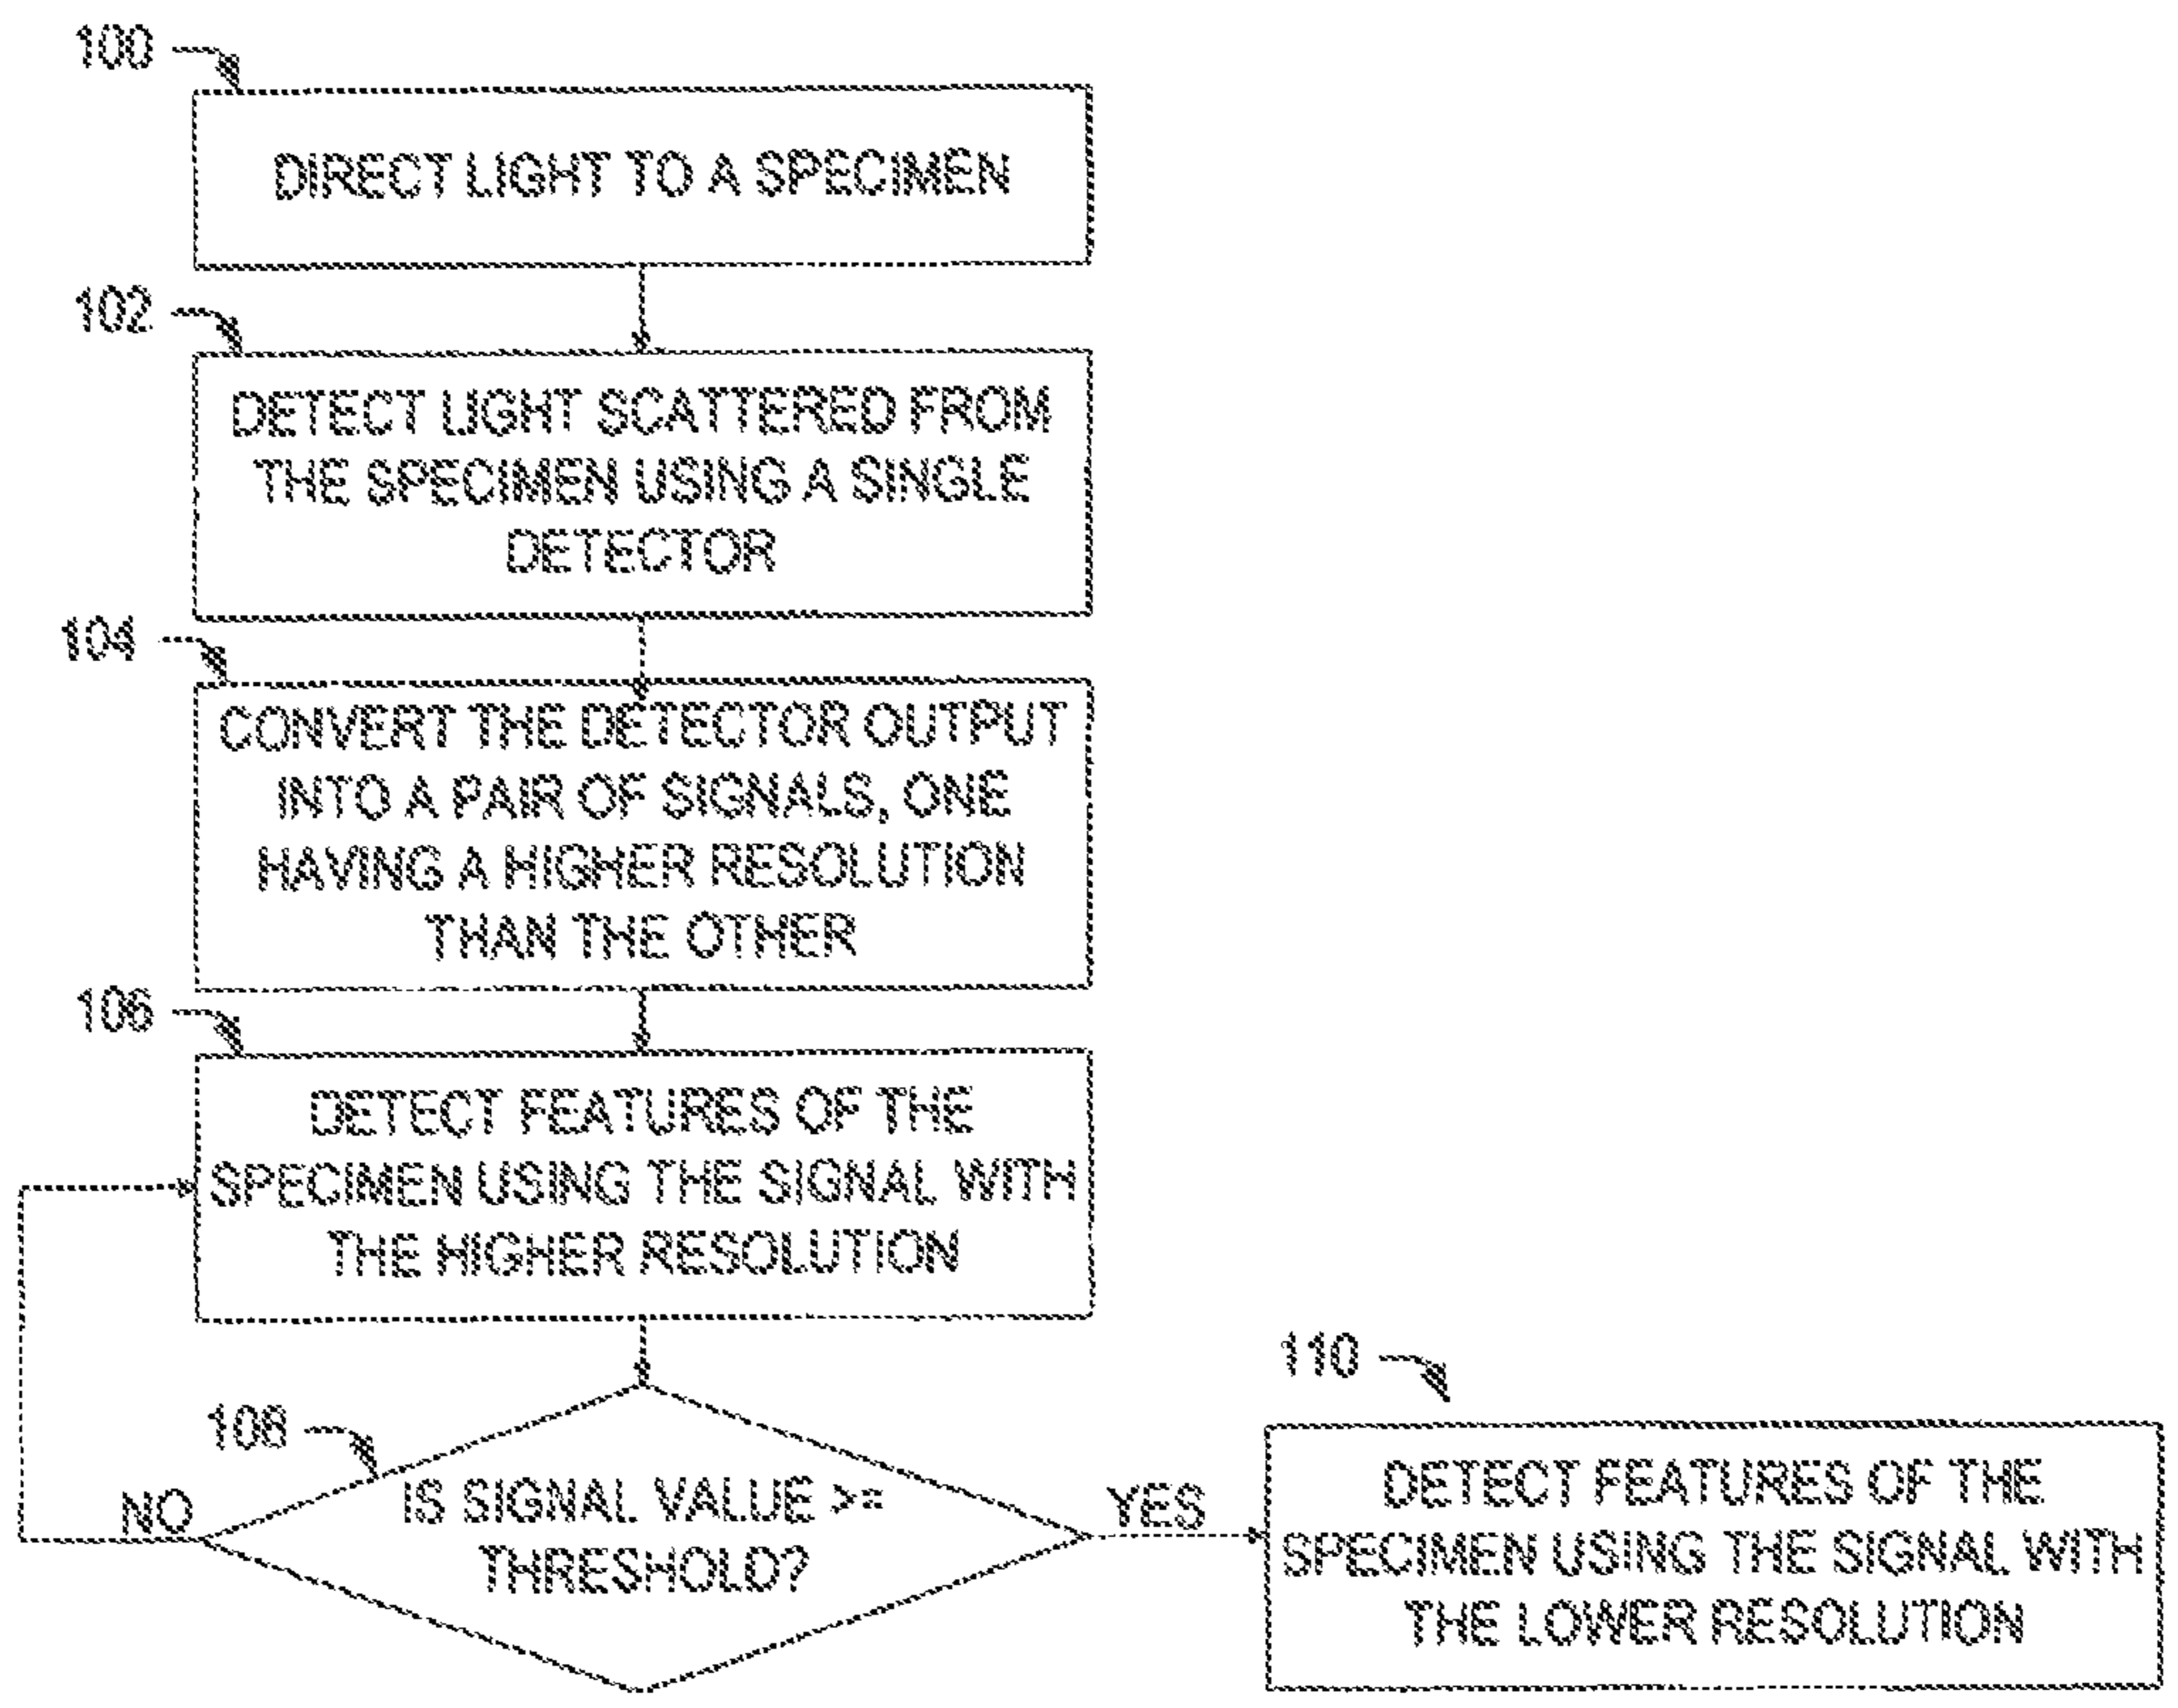 100
DIRECT LIGHT TO A SPECIMEN
102
DETECT LIGHT SCATTERED FROM
THE SPECIMEN USING A SINGLE
DETECTOR
104
CONVERT THE DETECTOR OUTPUT
INTO A PAIR OF SIGNALS, ONE
HAVING A HIGHER RESOLUTION
THAN THE OTHER
106
DETECT FEATURES OF THE
SPECIMEN USING THE SIGNAL WITH
THE HIGHER RESOLUTION
108
IS SIGNAL VALUE >=
THRESHOLD?
NO
YES
110
DETECT FEATURES OF THE
SPECIMEN USING THE SIGNAL WITH
THE LOWER RESOLUTION